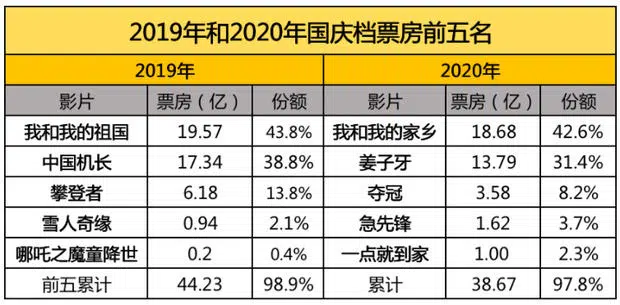 2019年和2020年国庆档票房前五名
2019年 2020年
影片 票房（亿） 份额 影片 票房（亿） 份额
我和我的祖国 19.57 43.8% 我和我的家乡 18.68 42.6%
中国机长 17.34 38.8% 姜子牙 13.79 31.4%
攀登者 6.18 13.8% 夺冠 3.58 8.2%
雪人奇缘 0.94 2.1% 急先锋 1.62 3.7%
哪吒之魔童降世 0.2 0.4% 一点就到家 1.00 2.3%
前五累计 44.23 98.9% 累计 38.67 97.8%